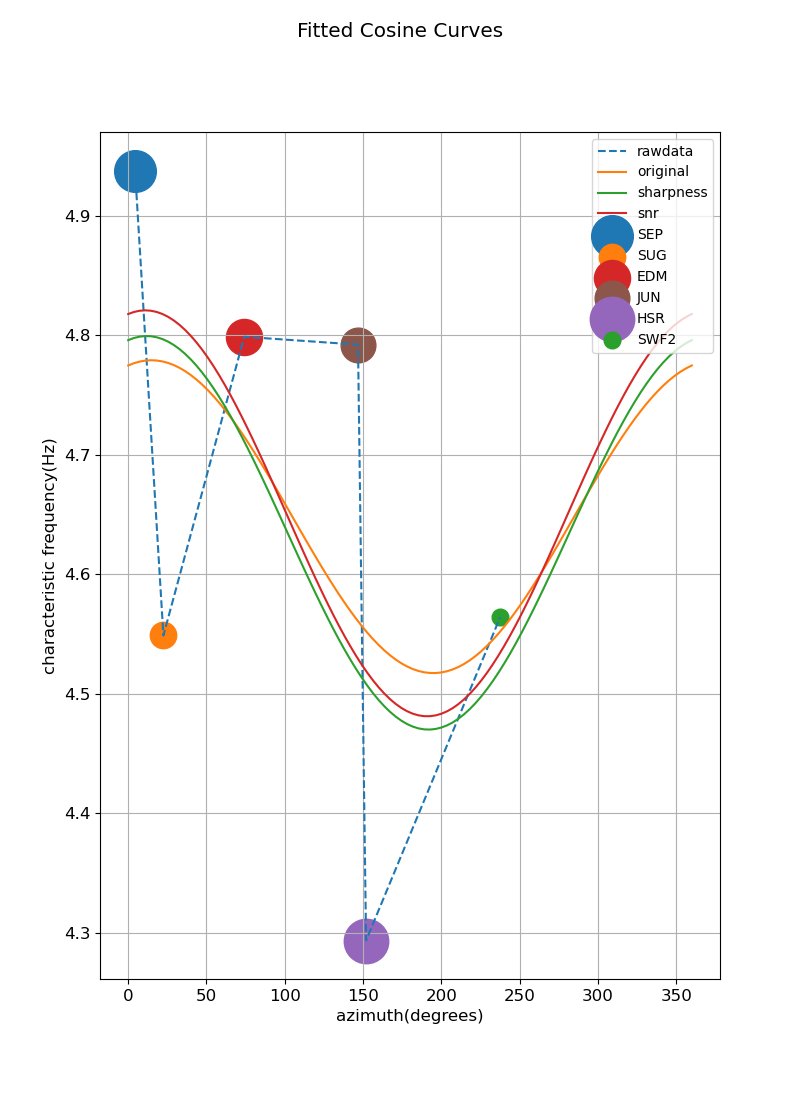 Fitted Cosine Curves
rawdata
original
sharpness
snr
SEP
SUG
EDM
JUN
HSR
SWF2
characteristic frequency(Hz)
4.9
4.8
4.7
4.6
4.5
4.4
4.3
0 50 100 150 200 250 300 350
azimuth(degrees)